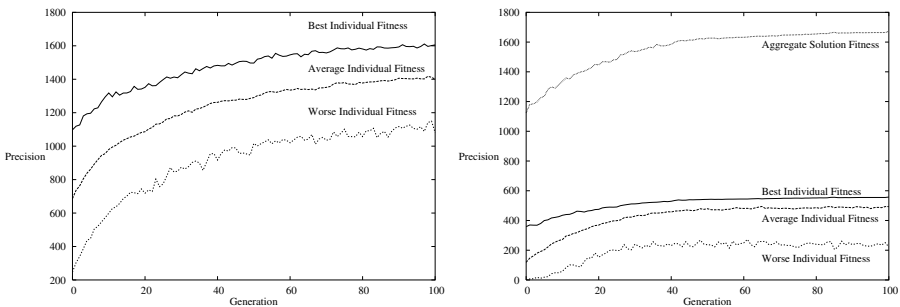 1800
1600
1400
1200
1000
800
600
400
200
Precision
Best Individual Fitness
Average Individual Fitness
Worse Individual Fitness
0 20 40 60 80 100
Generation
1800
1600
1400
1200
1000
800
600
400
200
0
Precision
Aggregate Solution Fitness
Best Individual Fitness
Average Individual Fitness
Worse Individual Fitness
0 20 40 60 80 100
Generation